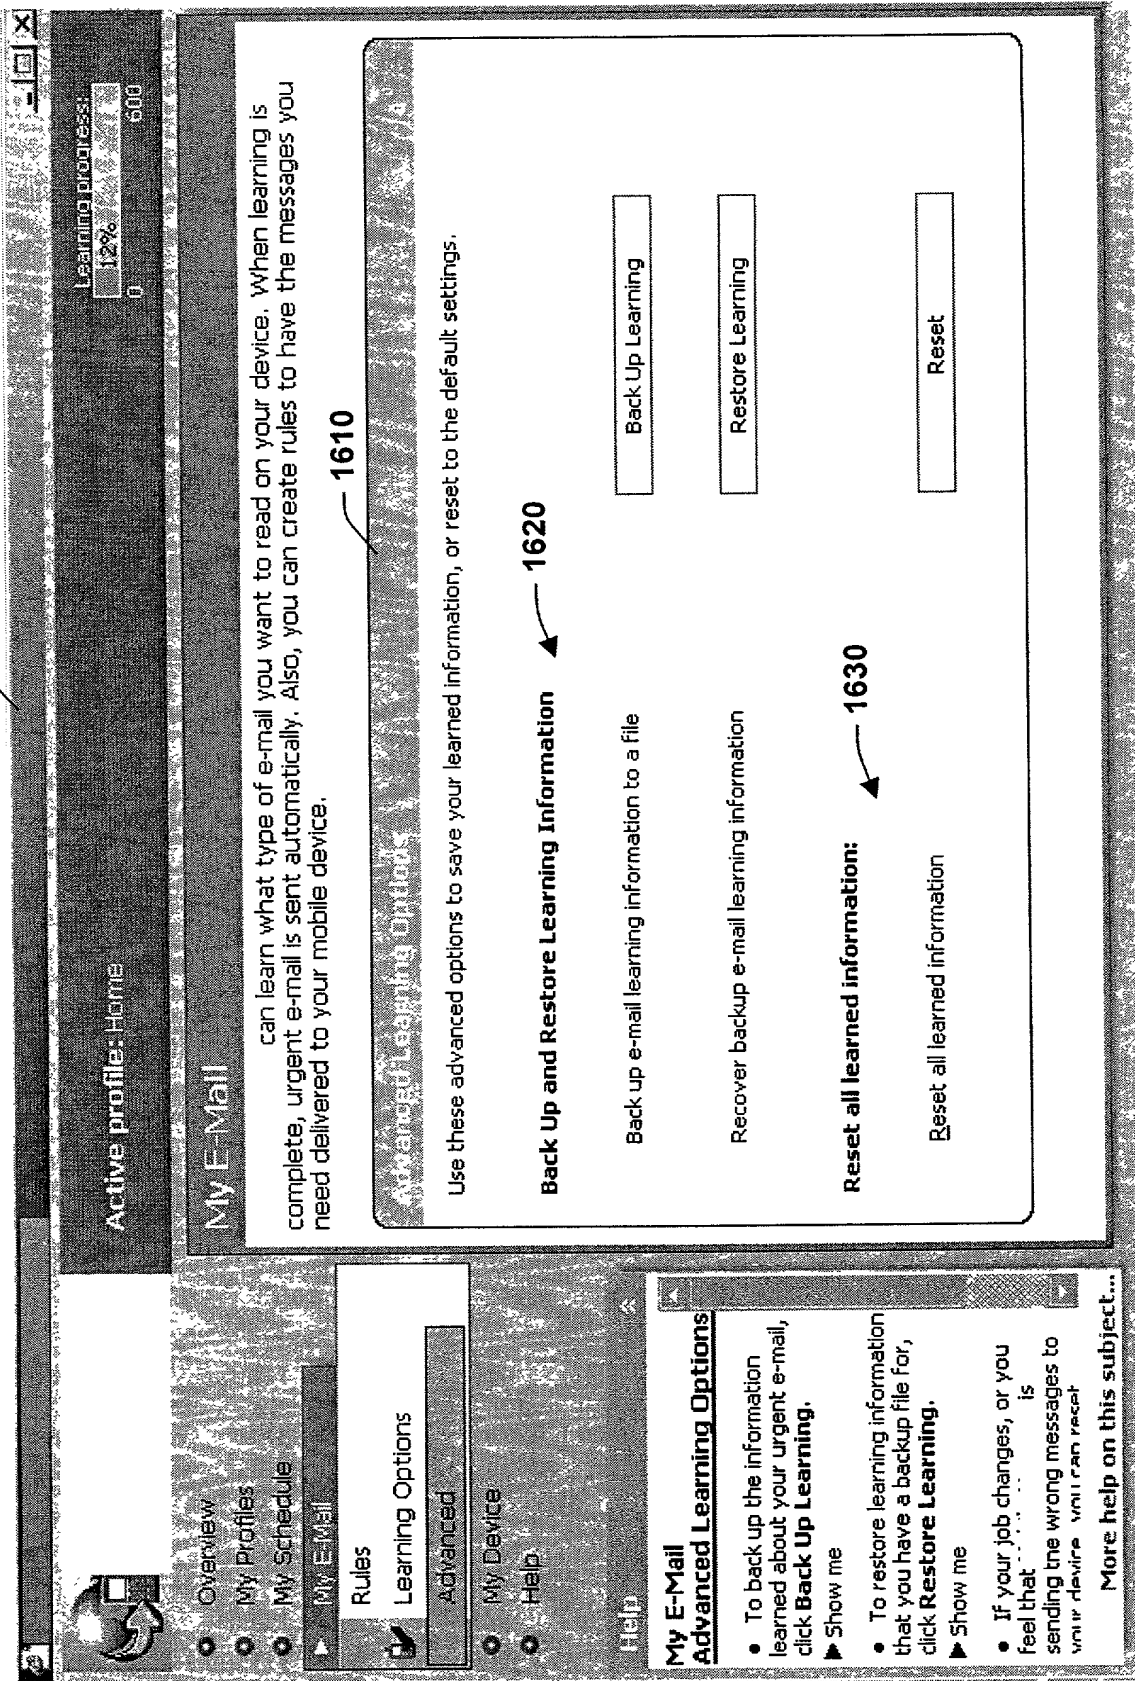 Active profile: Home
Learning progress:
12%
0 600
Overview
My Profiles
My Schedule
My E-Mail
Rules
Learning Options
Advanced
My Device
Help
Help
My E-Mail
Advanced Learning Options
• To back up the information
learned about your urgent e-mail,
click Back Up Learning.
▶ Show me
• To restore learning information
that you have a backup file for,
click Restore Learning.
▶ Show me
• If your job changes, or you
feel that is
sending the wrong messages to
your device, you can reset
More help on this subject...
My E-Mail
can learn what type of e-mail you want to read on your device. When learning is
complete, urgent e-mail is sent automatically. Also, you can create rules to have the messages you
need delivered to your mobile device.
1610
Advanced Learning Options
Use these advanced options to save your learned information, or reset to the default settings.
Back Up and Restore Learning Information
1620
Back up e-mail learning information to a file
Back Up Learning
Recover backup e-mail learning information
Restore Learning
Reset all learned information:
1630
Reset all learned information
Reset